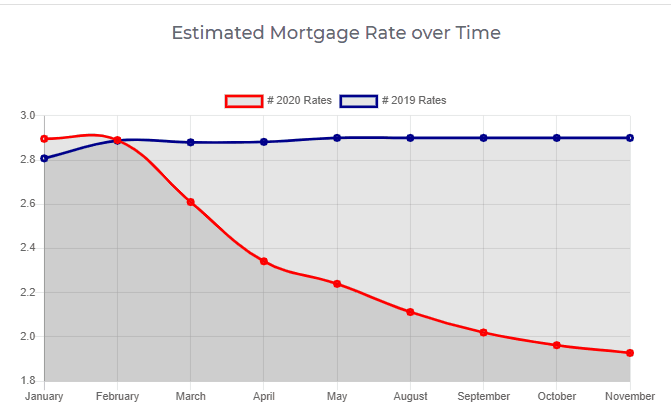 Estimated Mortgage Rate over Time
# 2020 Rates # 2019 Rates
3.0
2.8
2.6
2.4
2.2
2.0
1.8
January February March April May August September October November